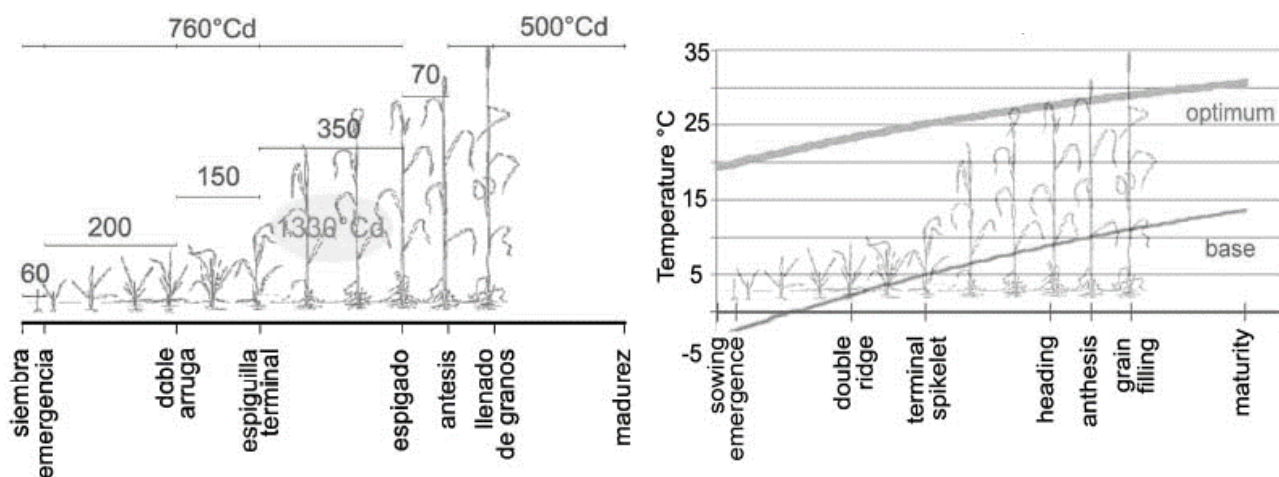 760°Cd
500°Cd
70
350
150
200
60
1330°Cd
siembra
emergencia
doble
arruga
espiguilla
terminal
espigado
antesis
llenado
de granos
madurez
35
25
15
5
-5
Temperature °C
optimum
base
sowing
emergence
double
ridge
terminal
spikelet
heading
anthesis
grain
filling
maturity